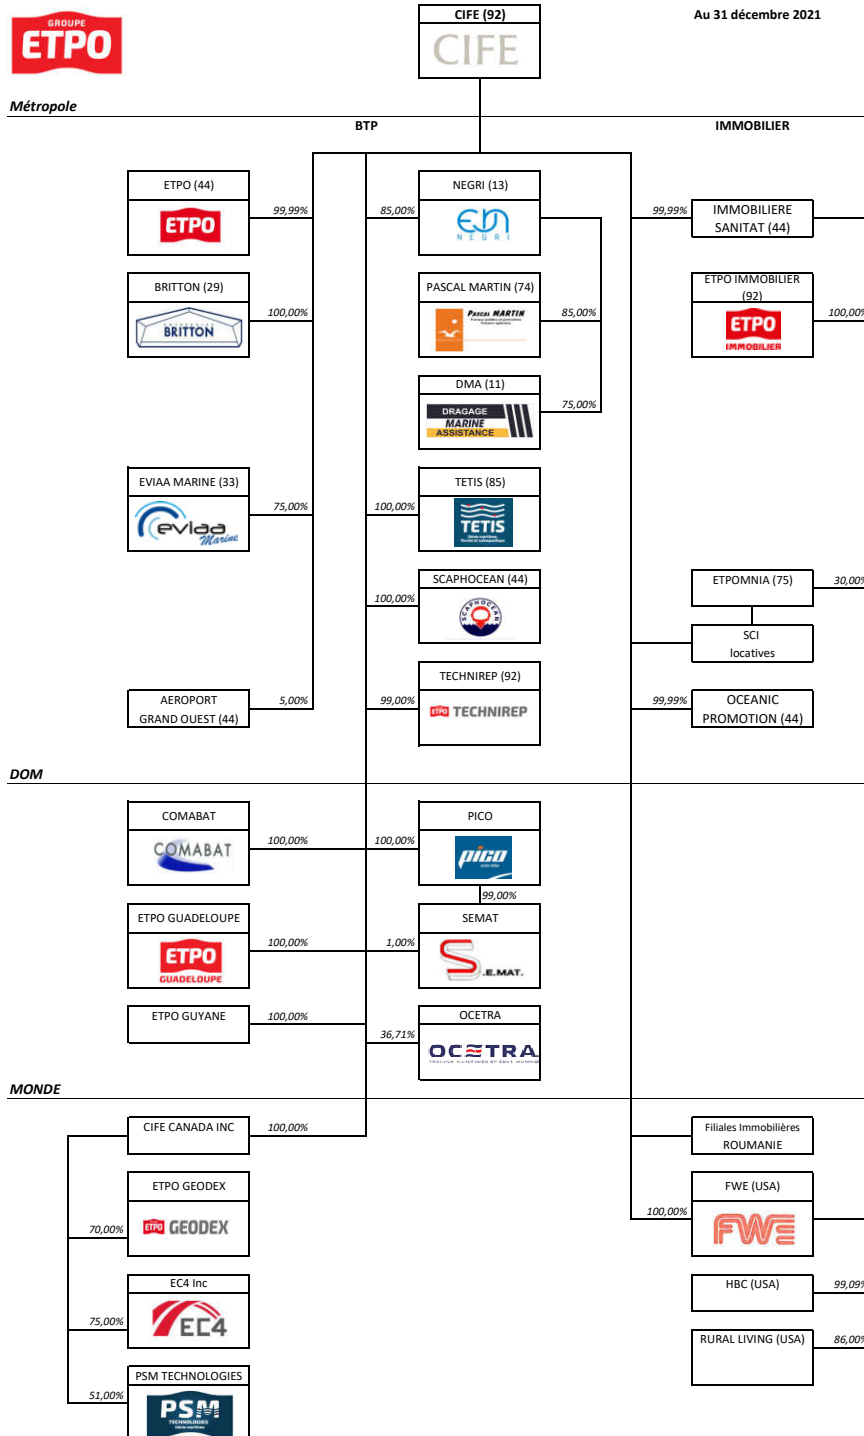 GROUPE
ETPO
CIFE (92)
CIFE
Au 31 décembre 2021
Métropole
BTP
IMMOBILIER
ETPO (44)
ETPO
99,99%
85,00%
NEGRI (13)
NEGRI
99,99%
IMMOBILIERE
SANITAT (44)
BRITTON (29)
BRITTON
100,00%
PASCAL MARTIN (74)
PASCAL MARTIN
85,00%
ETPO IMMOBILIER
(92)
ETPO
IMMOBILIER
100,00%
DMA (11)
DRAGAGE
MARINE
ASSISTANCE
75,00%
EVIAA MARINE (33)
eviaa
Marine
75,00%
100,00%
TETIS (85)
TETIS
SCAPHOCEAN (44)
SCAPHOCEAN
100,00%
ETPOMNIA (75)
30,00%
SCI
locatives
TECHNIREP (92)
ETPO TECHNIREP
99,00%
AEROPORT
GRAND OUEST (44)
5,00%
99,99%
OCEANIC
PROMOTION (44)
DOM
COMABAT
COMABAT
100,00%
100,00%
PICO
pico
99,00%
ETPO GUADELOUPE
ETPO
GUADELOUPE
100,00%
1,00%
SEMAT
S.E.MAT.
ETPO GUYANE
100,00%
36,71%
OCETRA
OCETRA
MONDE
CIFE CANADA INC
100,00%
Filiales Immobilières
ROUMANIE
ETPO GEODEX
ETPO GEODEX
70,00%
100,00%
FWE (USA)
FWE
EC4 Inc
EC4
75,00%
HBC (USA)
99,09%
RURAL LIVING (USA)
86,00%
PSM TECHNOLOGIES
PSM
TECHNOLOGIES
51,00%